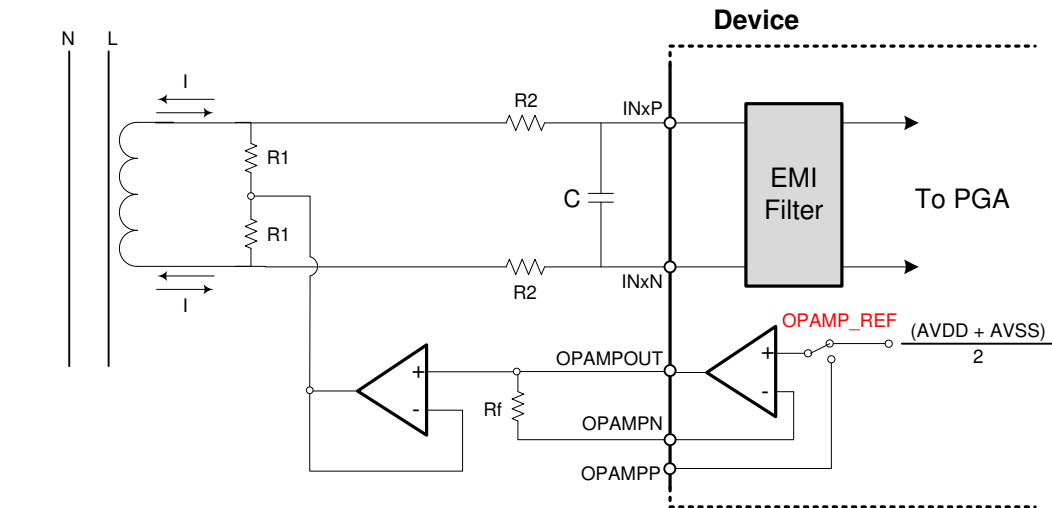 Device
N L
I
R2
INxP
R1
C
EMI
Filter
To PGA
R1
I
R2
INxN
OPAMP_REF
(AVDD + AVSS)
2
OPAMPOUT
+
-
+
-
Rf
OPAMPN
OPAMPP